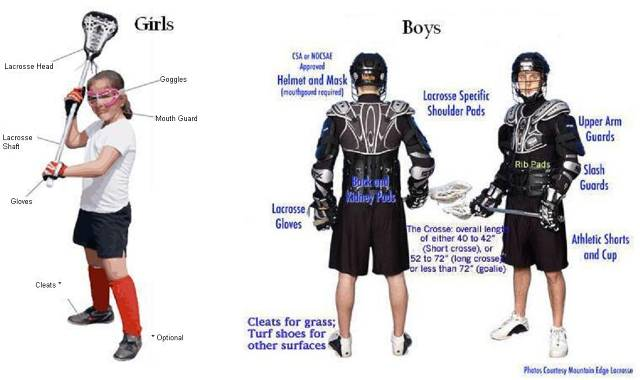 Girls
Lacrosse Head
Goggles
Mouth Guard
Lacrosse
Shaft
Gloves
Cleats *
* Optional
Boys
CSA or NOCSAE
Approved
Helmet and Mask
(mouthgaurd required)
Lacrosse Specific
Shoulder Pads
Upper Arm
Guards
Rib Pads
Slash
Guards
Back and
Kidney Pads
Lacrosse
Gloves
The Crosse: overall length
of either 40 to 42"
(Short crosse), or
52 to 72" (long crosse)
or less than 72" (goalie)
Athletic Shorts
and Cup
Cleats for grass;
Turf shoes for
other surfaces
Photos Courtesy Mountain Edge Lacrosse